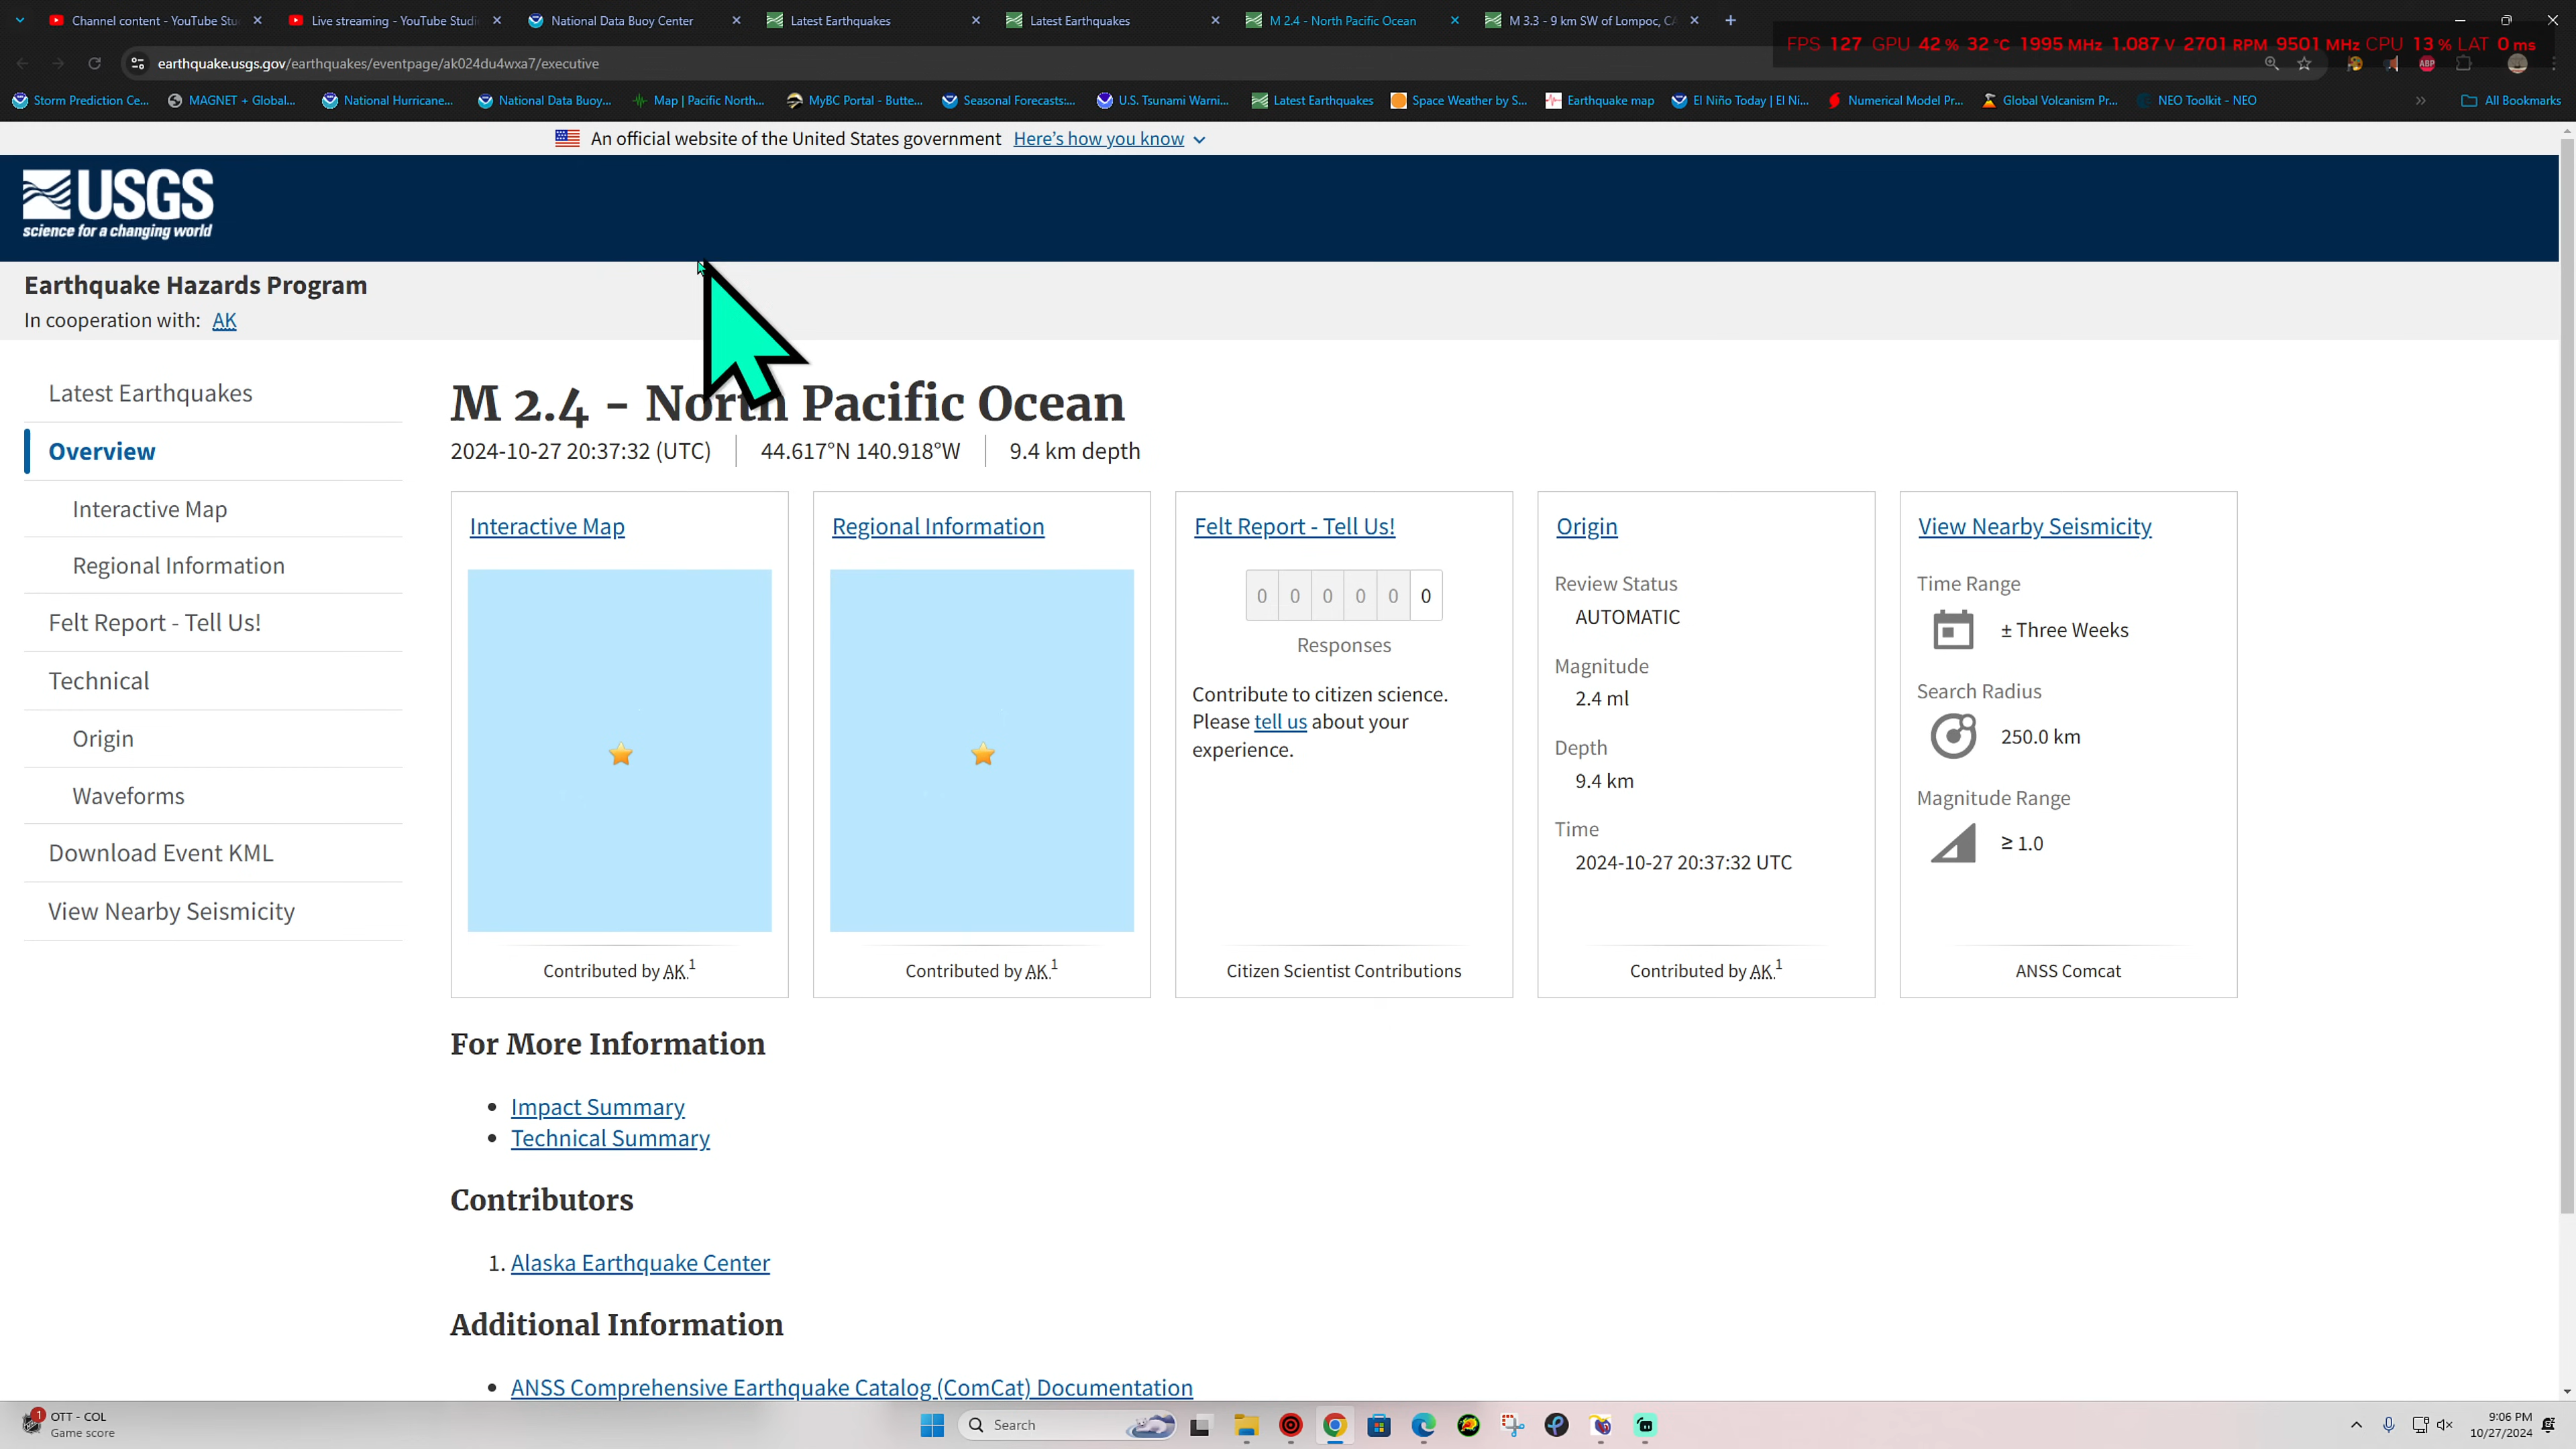 Channel content - YouTube Stu
Live streaming - YouTube Studi
National Data Buoy Center
Latest Earthquakes
Latest Earthquakes
M 2.4 - North Pacific Ocean
M 3.3 - 9 km SW of Lompoc, CA
FPS 127 GPU 42 % 32 °C 1995 MHz 1.087 V 2701 RPM 9501 MHz CPU 13 % LAT 0 ms
earthquake.usgs.gov/earthquakes/eventpage/ak024du4wxa7/executive
ABP
Storm Prediction Ce...
MAGNET + Global...
National Hurricane...
National Data Buoy...
Map | Pacific North...
MyBC Portal - Butte...
Seasonal Forecasts:...
U.S. Tsunami Warni...
Latest Earthquakes
Space Weather by S...
Earthquake map
El Niño Today | El Ni...
Numerical Model Pr...
Global Volcanism Pr...
NEO Toolkit - NEO
All Bookmarks
An official website of the United States government Here's how you know
USGS
science for a changing world
Earthquake Hazards Program
In cooperation with: AK
Latest Earthquakes
Overview
Interactive Map
Regional Information
Felt Report - Tell Us!
Technical
Origin
Waveforms
Download Event KML
View Nearby Seismicity
M 2.4 - North Pacific Ocean
2024-10-27 20:37:32 (UTC)
44.617°N 140.918°W
9.4 km depth
Interactive Map
Contributed by AK.1
Regional Information
Contributed by AK.1
Felt Report - Tell Us!
0 0 0 0 0 0
Responses
Contribute to citizen science.
Please tell us about your
experience.
Citizen Scientist Contributions
Origin
Review Status
AUTOMATIC
Magnitude
2.4 ml
Depth
9.4 km
Time
2024-10-27 20:37:32 UTC
Contributed by AK.1
View Nearby Seismicity
Time Range
± Three Weeks
Search Radius
250.0 km
Magnitude Range
≥ 1.0
ANSS Comcat
For More Information
Impact Summary
Technical Summary
Contributors
1. Alaska Earthquake Center
Additional Information
ANSS Comprehensive Earthquake Catalog (ComCat) Documentation
1
OTT - COL
Game score
Search
9:06 PM
10/27/2024